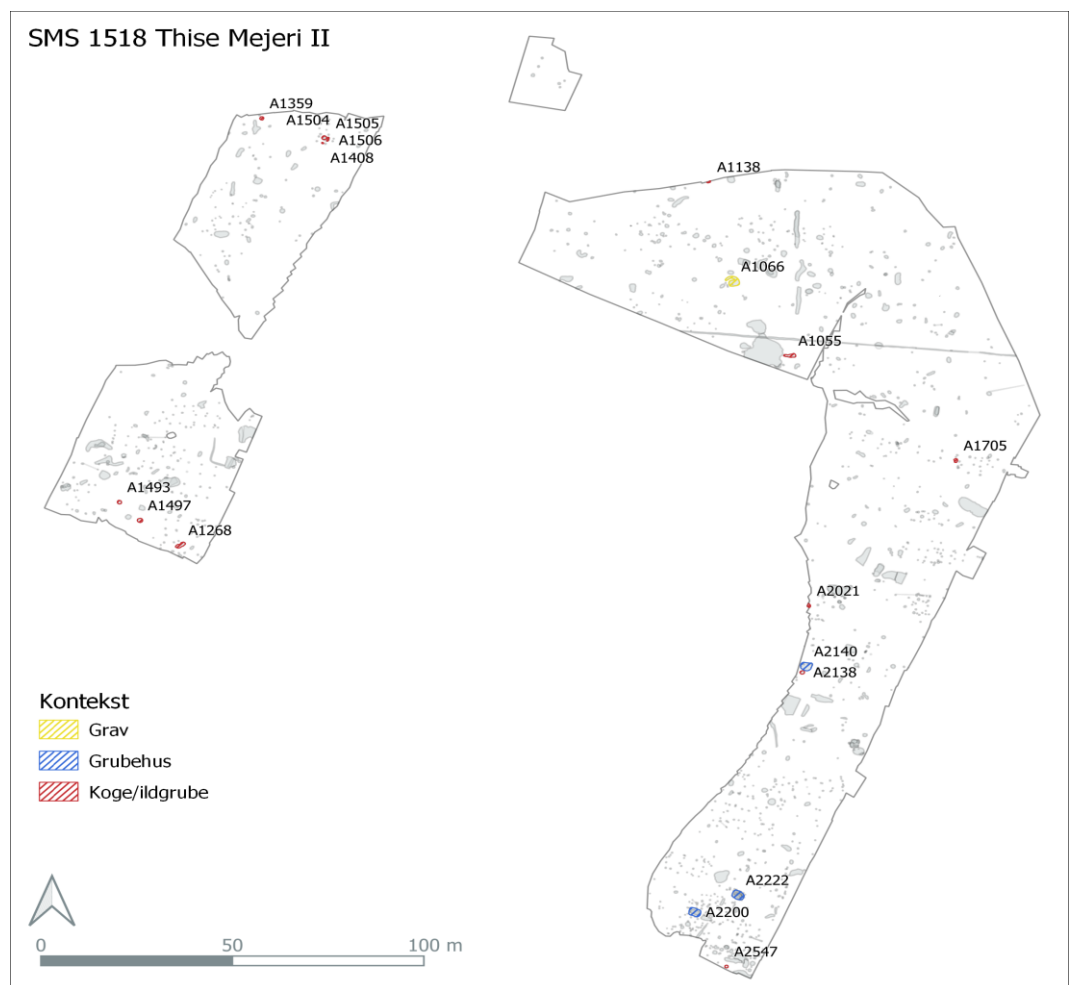 SMS 1518 Thise Mejeri II
A1359
A1504
A1505
A1506
A1408
A1138
A1066
A1055
A1705
A1493
A1497
A1268
A2021
A2140
A2138
Kontekst
Grav
Grubehus
Koge/ildgrube
A2222
A2200
A2547
0 50 100 m